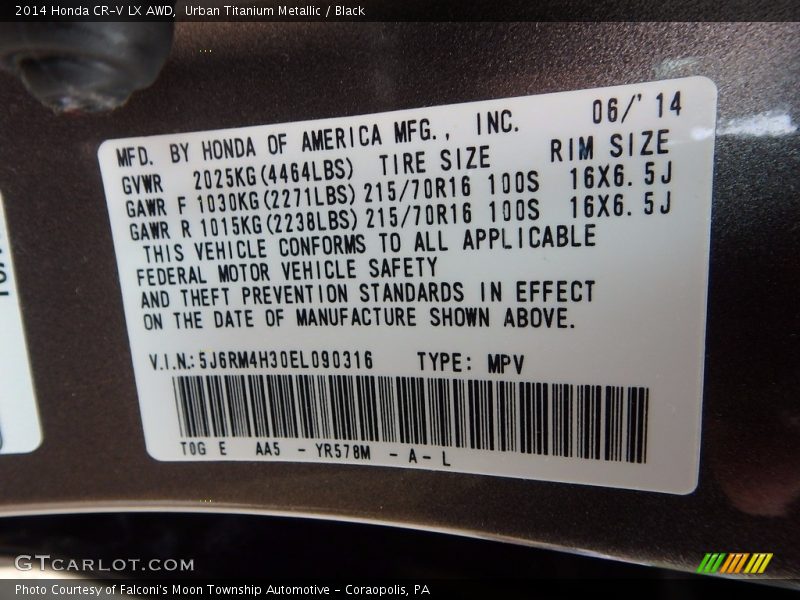 2014 Honda CR-V LX AWD,  Urban Titanium Metallic / Black
06/'14
MFD. BY HONDA OF AMERICA MFG., INC.
GVWR 2025KG(4464LBS) TIRE SIZE RIM SIZE
GAWR F 1030KG(2271LBS) 215/70R16 100S 16X6.5J
GAWR R 1015KG(2238LBS) 215/70R16 100S 16X6.5J
THIS VEHICLE CONFORMS TO ALL APPLICABLE
FEDERAL MOTOR VEHICLE SAFETY
AND THEFT PREVENTION STANDARDS IN EFFECT
ON THE DATE OF MANUFACTURE SHOWN ABOVE.
V.I.N.: 5J6RM4H30EL090316 TYPE: MPV
T0G E AA5 - YR578M - A - L
GTCARLOT.COM
Photo Courtesy of Falconi's Moon Township Automotive - Coraopolis, PA